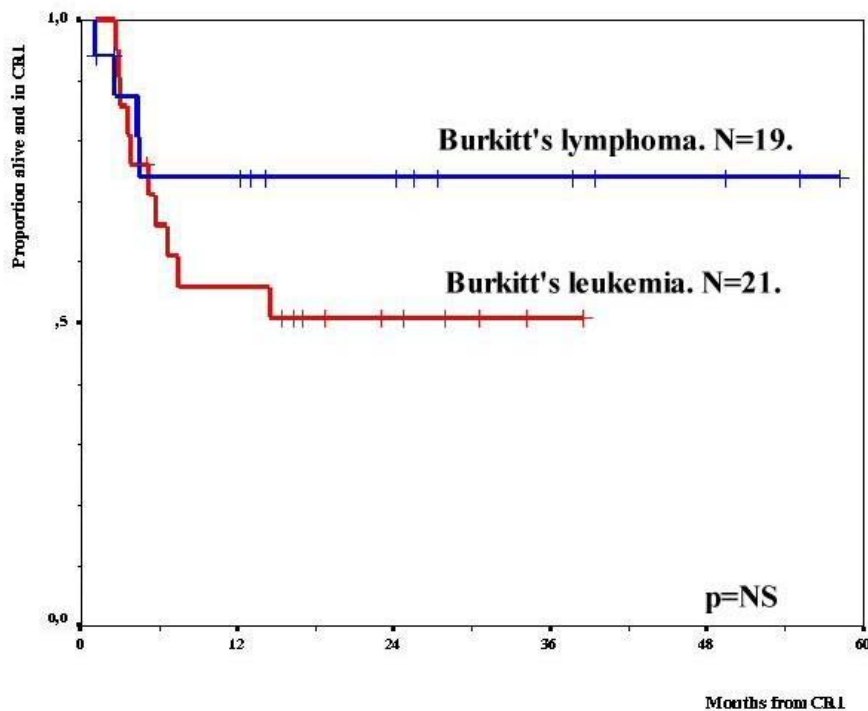 1,0
Proportion alive and in CR1
Burkitt's lymphoma. N=19.
Burkitt's leukemia. N=21.
,5
p=NS
0,0
0
12
24
36
48
60
Months from CR1